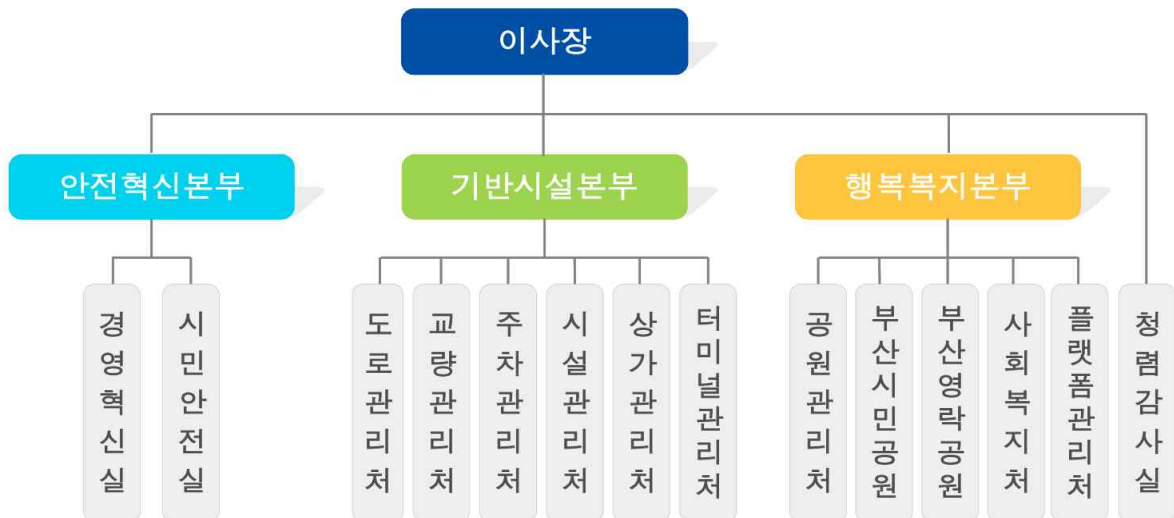 이사장
안전혁신본부
기반시설본부
행복복지본부
경영혁신실
시민안전실
도로관리처
교량관리처
주차관리처
시설관리처
상가관리처
터미널관리처
공원관리처
부산시민공원
부산영락공원
사회복지처
플랫폼관리처
청렴감사실